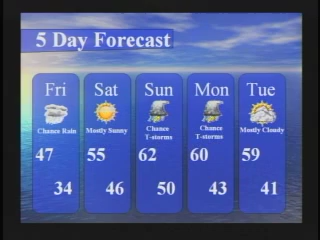 5 Day Forecast
Fri Sat Sun Mon Tue
Chance Rain Mostly Sunny Chance T-storms Chance T-storms Mostly Cloudy
47 55 62 60 59
34 46 50 43 41